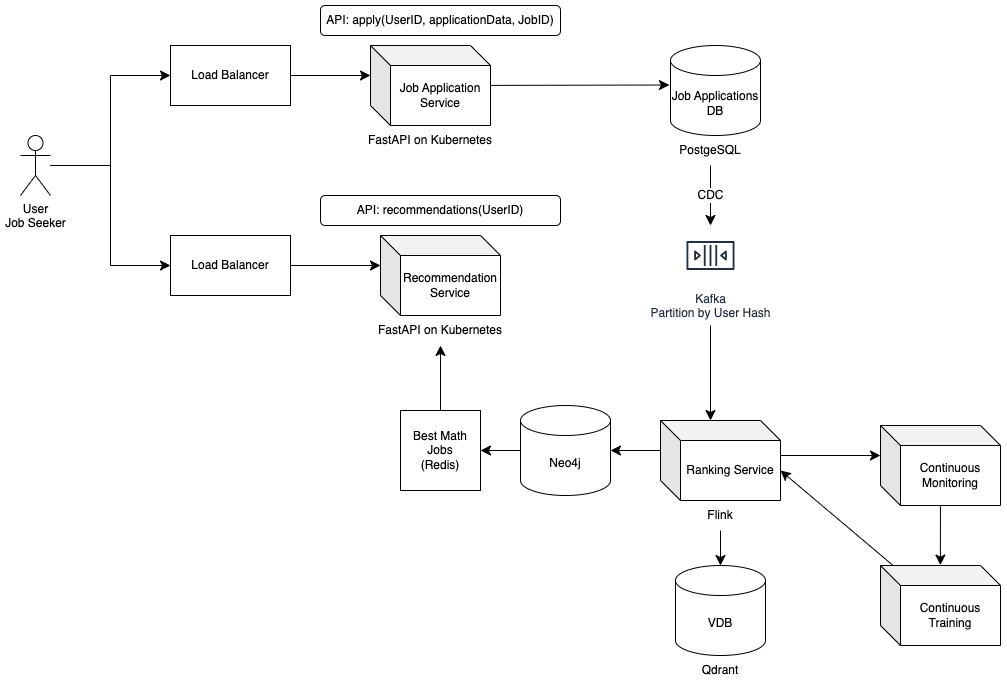 API: apply(UserID, applicationData, JobID)
Load Balancer
Job Application
Service
FastAPI on Kubernetes
Job Applications
DB
PostgeSQL
CDC
User
Job Seeker
API: recommendations(UserID)
Load Balancer
Recommendation
Service
FastAPI on Kubernetes
Kafka
Partition by User Hash
Best Math
Jobs
(Redis)
Neo4j
Ranking Service
Flink
Continuous
Monitoring
VDB
Qdrant
Continuous
Training